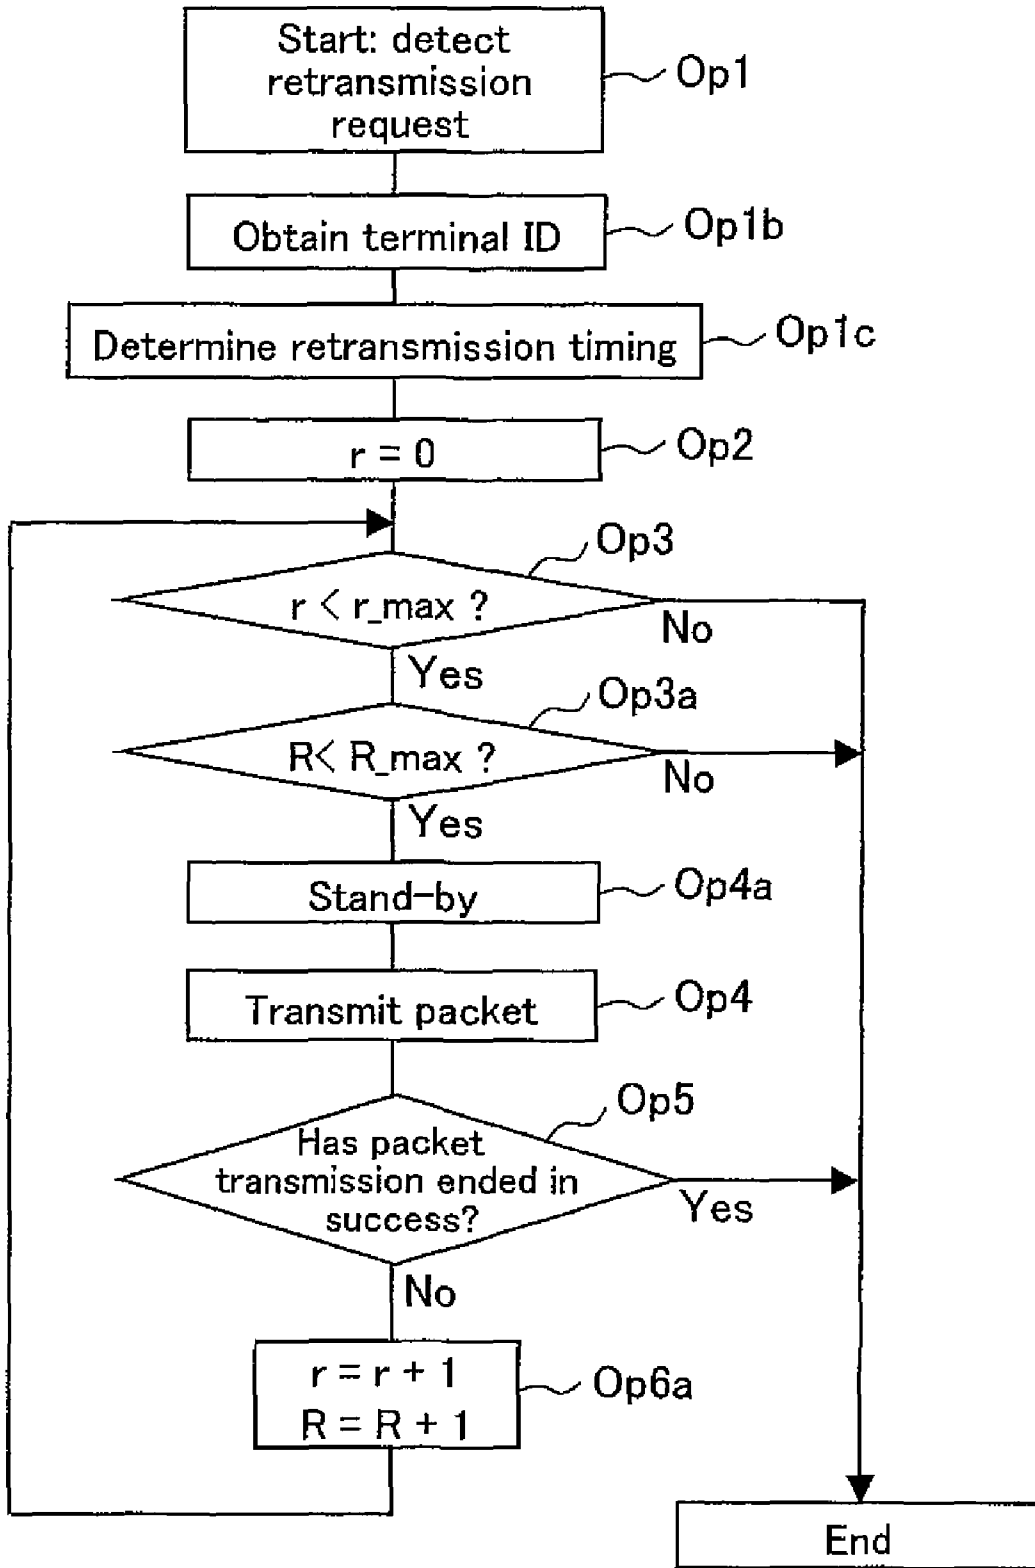 Start: detect
retransmission
request
Op1
Obtain terminal ID
Op1b
Determine retransmission timing
Op1c
r = 0
Op2
Op3
r < r_max ?
No
Yes
Op3a
R< R_max ?
No
Yes
Stand-by
Op4a
Transmit packet
Op4
Op5
Has packet
transmission ended in
success?
Yes
No
r = r + 1
R = R + 1
Op6a
End